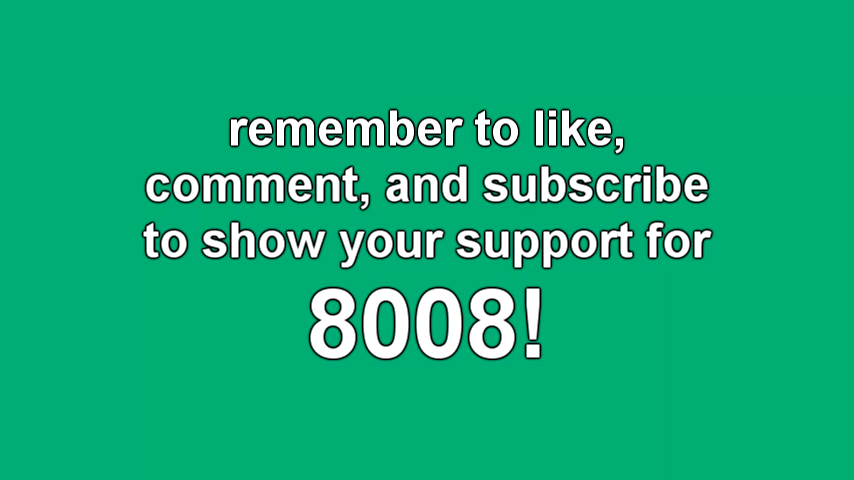 remember to like,
comment, and subscribe
to show your support for
8008!